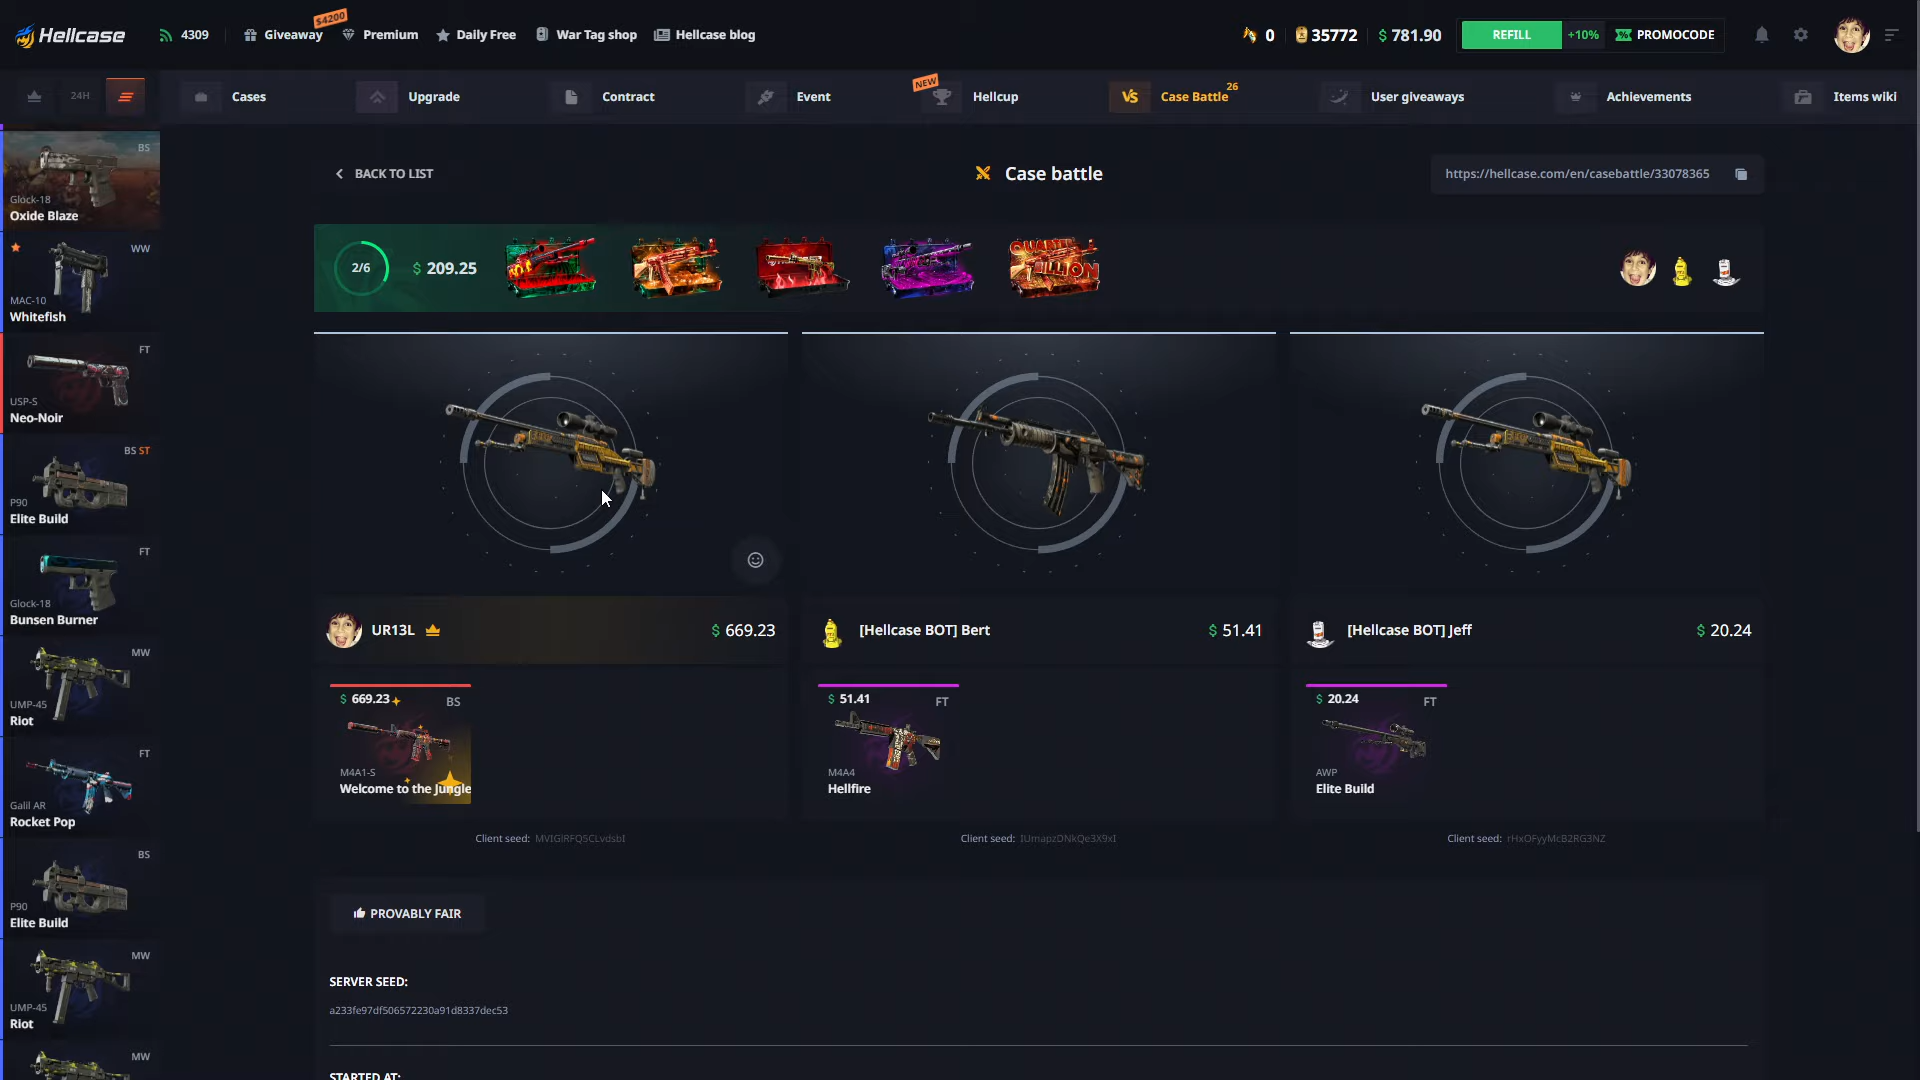 Hellcase
4309
Giveaway
$4200
Premium
Daily Free
War Tag shop
Hellcase blog
0
35772
$ 781.90
REFILL
+10%
PROMOCODE
24H
Cases
Upgrade
Contract
Event
NEW
Hellcup
VS
Case Battle 26
User giveaways
Achievements
Items wiki
BS
Glock-18
Oxide Blaze
WW
MAC-10
Whitefish
FT
USP-S
Neo-Noir
BS ST
P90
Elite Build
FT
Glock-18
Bunsen Burner
MW
UMP-45
Riot
FT
Galil AR
Rocket Pop
BS
P90
Elite Build
MW
UMP-45
Riot
MW
BACK TO LIST
Case battle
https://hellcase.com/en/casebattle/33078365
2/6
$ 209.25
UR13L
$ 669.23
[Hellcase BOT] Bert
$ 51.41
[Hellcase BOT] Jeff
$ 20.24
$ 669.23
BS
M4A1-S
Welcome to the Jungle
$ 51.41
FT
M4A4
Hellfire
$ 20.24
FT
AWP
Elite Build
Client seed:
Client seed:
Client seed:
PROVABLY FAIR
SERVER SEED:
a233fe97df506572230a91d8337dec53
STARTED AT: